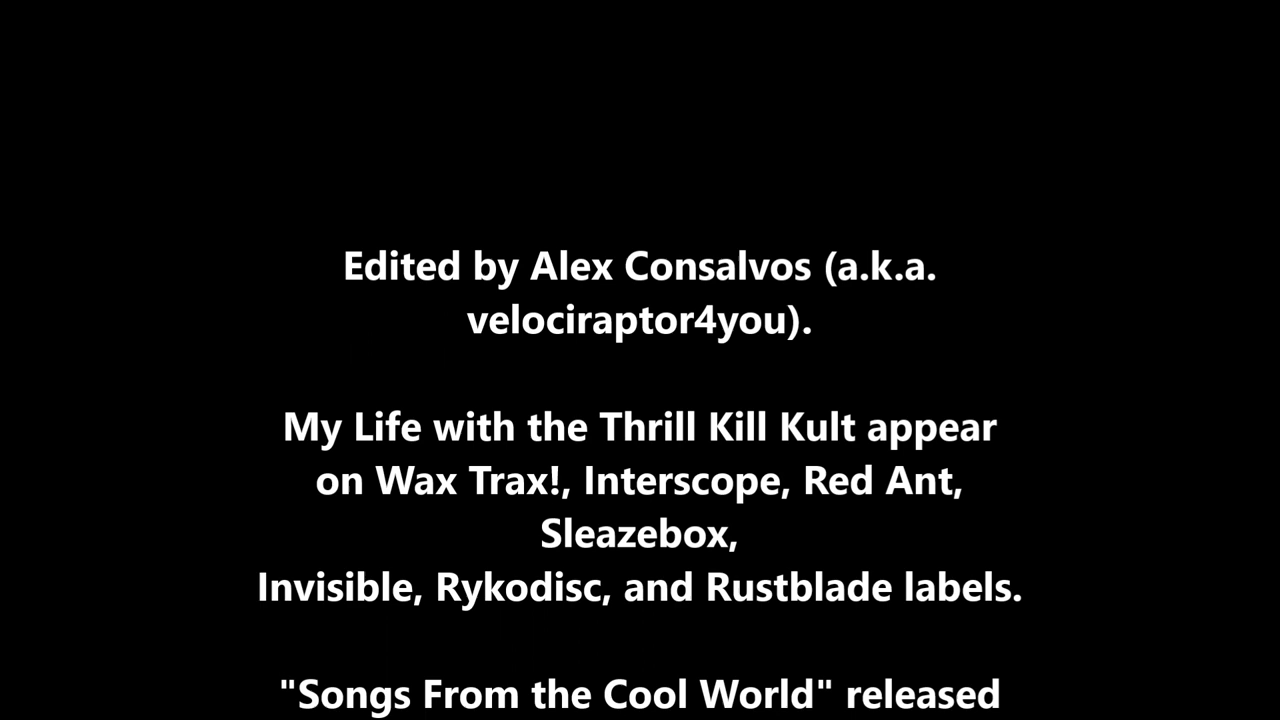 Edited by Alex Consalvos (a.k.a.
velociraptor4you).
My Life with the Thrill Kill Kult appear
on Wax Trax!, Interscope, Red Ant,
Sleazebox,
Invisible, Rykodisc, and Rustblade labels.
"Songs From the Cool World" released